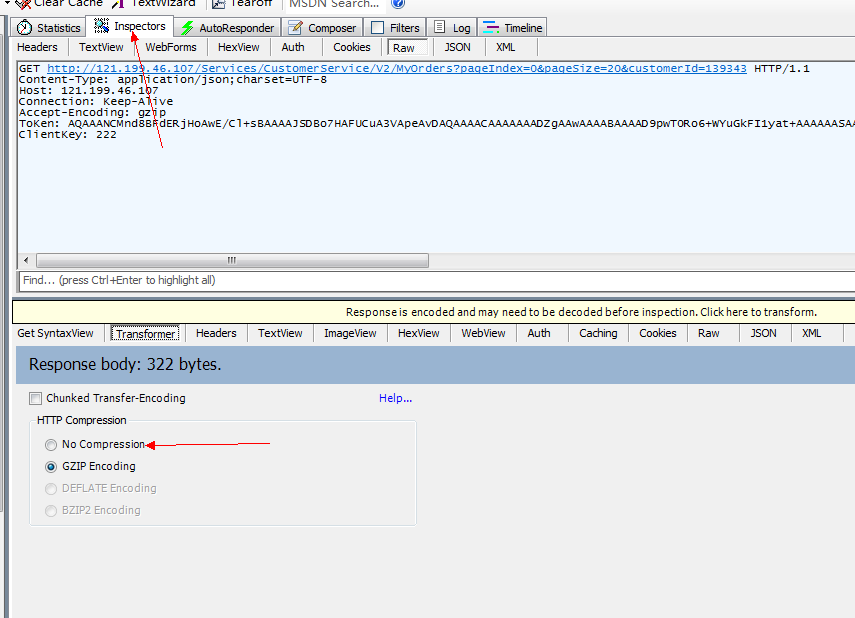 Clear Cache TextWizard Tearoff MSDN Search...
Statistics Inspectors AutoResponder Composer Filters Log Timeline
Headers TextView WebForms HexView Auth Cookies Raw JSON XML
GET http://121.199.46.107/Services/CustomerService/V2/MyOrders?pageIndex=0&pageSize=20&customerId=139343 HTTP/1.1
Content-Type: application/json;charset=UTF-8
Host: 121.199.46.107
Connection: Keep-Alive
Accept-Encoding: gzip
ToKen:
ClientKey: 222
Find... (press Ctrl+Enter to highlight all)
Response is encoded and may need to be decoded before inspection. Click here to transform.
Get SyntaxView Transformer Headers TextView ImageView HexView WebView Auth Caching Cookies Raw JSON XML
Response body: 322 bytes.
Chunked Transfer-Encoding Help...
HTTP Compression
No Compression
GZIP Encoding
DEFLATE Encoding
BZIP2 Encoding